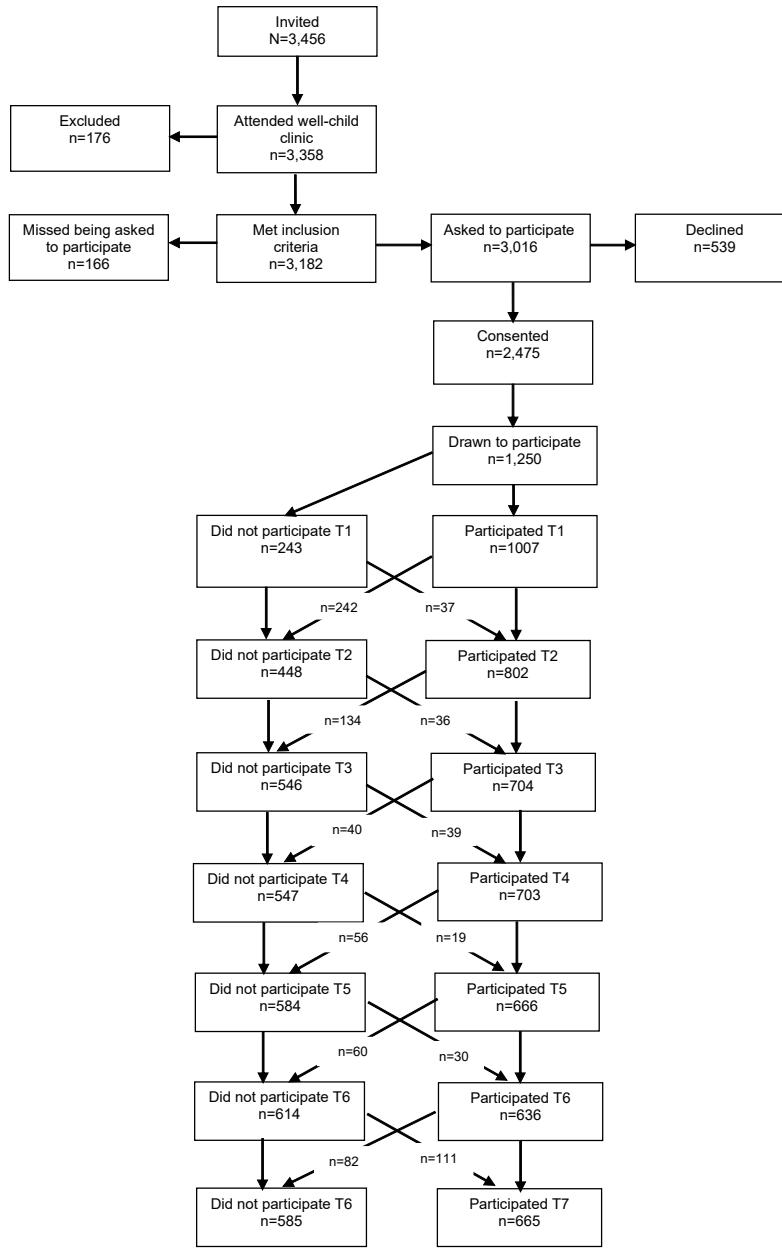 Invited
N=3,456
Excluded
n=176
Attended well-child
clinic
n=3,358
Missed being asked
to participate
n=166
Met inclusion
criteria
n=3,182
Asked to participate
n=3,016
Declined
n=539
Consented
n=2,475
Drawn to participate
n=1,250
Did not participate T1
n=243
Participated T1
n=1007
n=242
n=37
Did not participate T2
n=448
Participated T2
n=802
n=134
n=36
Did not participate T3
n=546
Participated T3
n=704
n=40
n=39
Did not participate T4
n=547
Participated T4
n=703
n=56
n=19
Did not participate T5
n=584
Participated T5
n=666
n=60
n=30
Did not participate T6
n=614
Participated T6
n=636
n=82
n=111
Did not participate T6
n=585
Participated T7
n=665